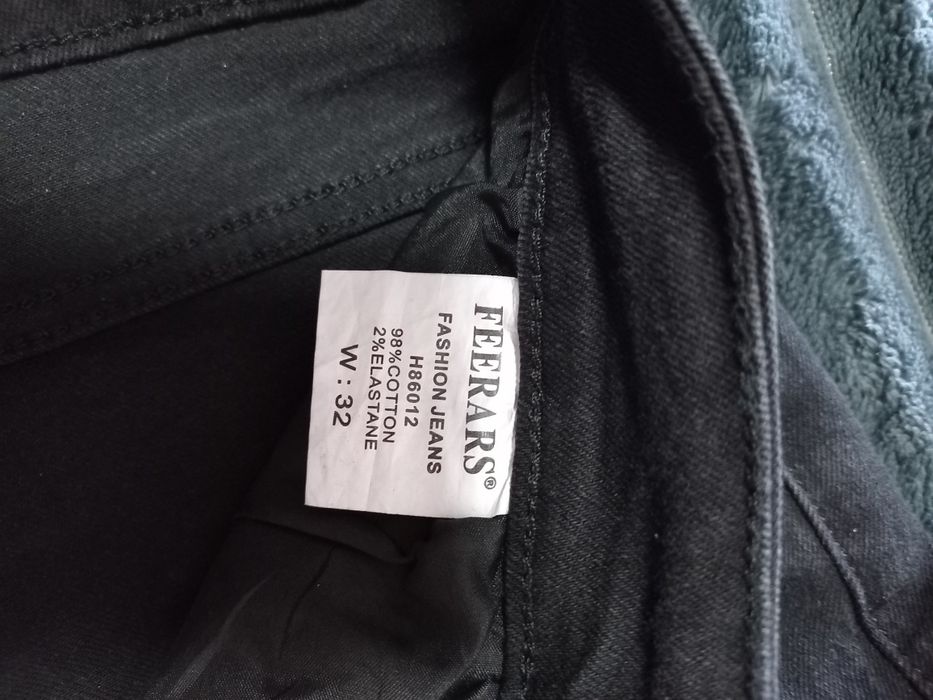 FEERARS®
FASHION JEANS
H86012
98%COTTON
2%ELASTANE
W : 32